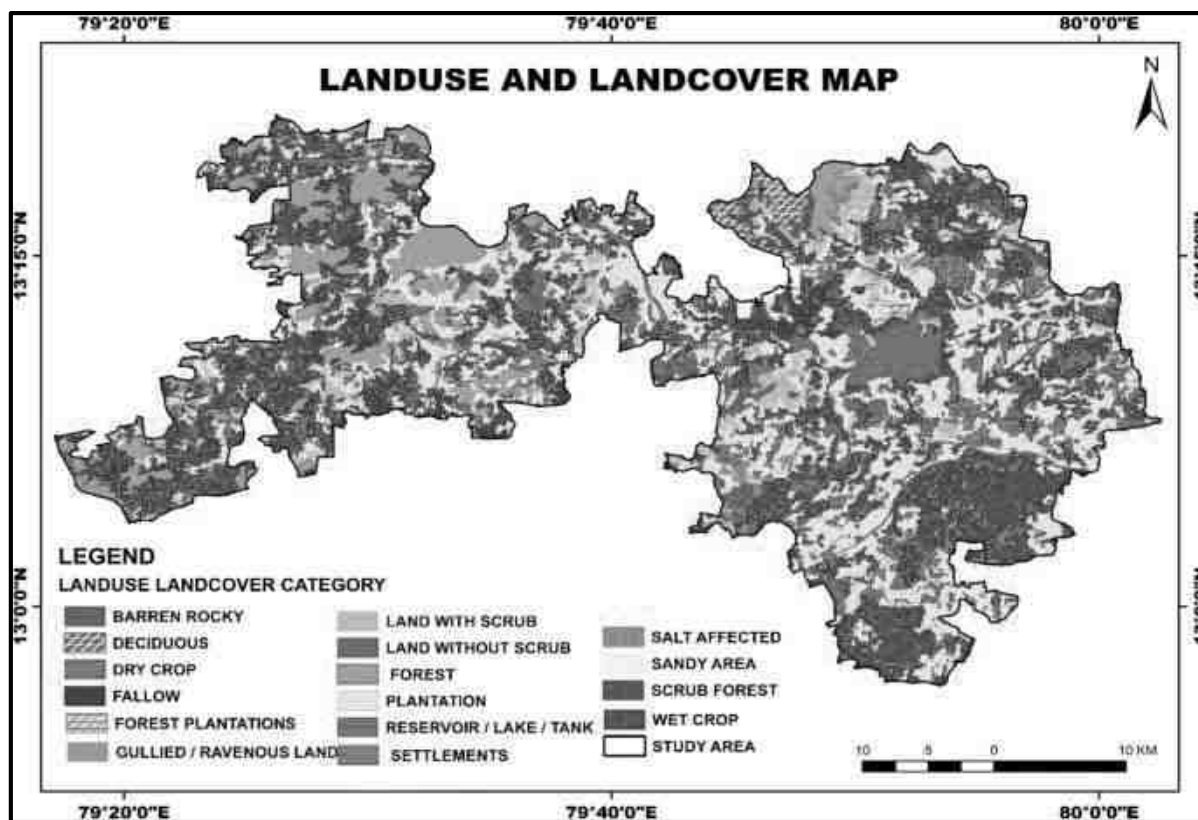 79°20'0"E 79°40'0"E 80°0'0"E
LANDUSE AND LANDCOVER MAP
N
13°15'0"N
13°0'0"N
LEGEND
LANDUSE LANDCOVER CATEGORY
BARREN ROCKY
DECIDUOUS
DRY CROP
FALLOW
FOREST PLANTATIONS
GULLIED / RAVENOUS LAND
LAND WITH SCRUB
LAND WITHOUT SCRUB
FOREST
PLANTATION
RESERVOIR / LAKE / TANK
SETTLEMENTS
SALT AFFECTED
SANDY AREA
SCRUB FOREST
WET CROP
STUDY AREA
10 5 0 10 KM
79°20'0"E 79°40'0"E 80°0'0"E